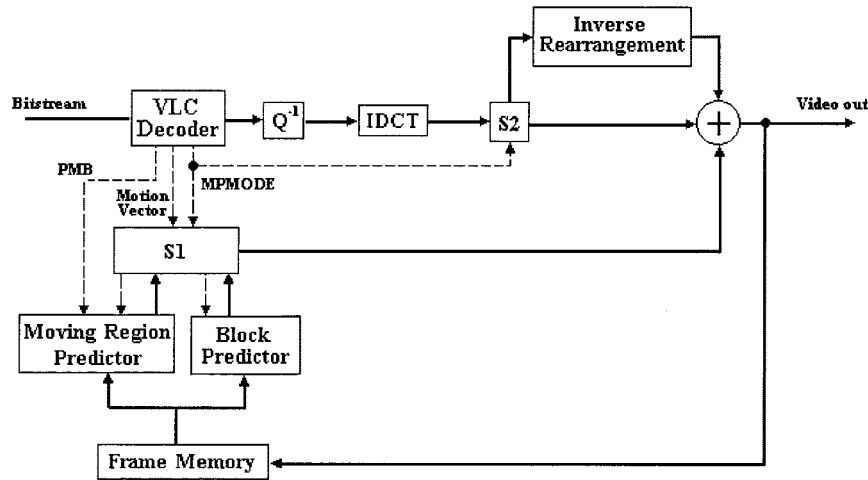 Inverse
Rearrangement
Bitstream
VLC
Decoder
Q⁻¹
IDCT
S2
+
Video out
PMB
Motion
Vector
MPMODE
S1
Moving Region
Predictor
Block
Predictor
Frame Memory